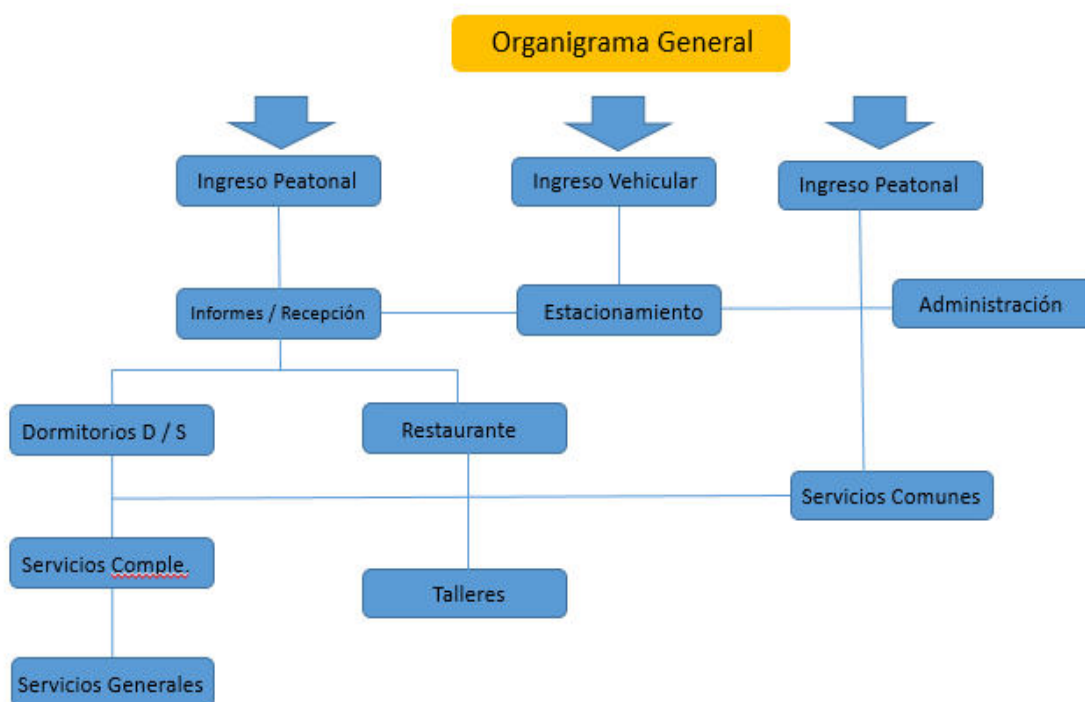 Organigrama General
Ingreso Peatonal
Ingreso Vehicular
Ingreso Peatonal
Informes / Recepción
Estacionamiento
Administración
Dormitorios D / S
Restaurante
Servicios Comunes
Servicios Comple.
Talleres
Servicios Generales